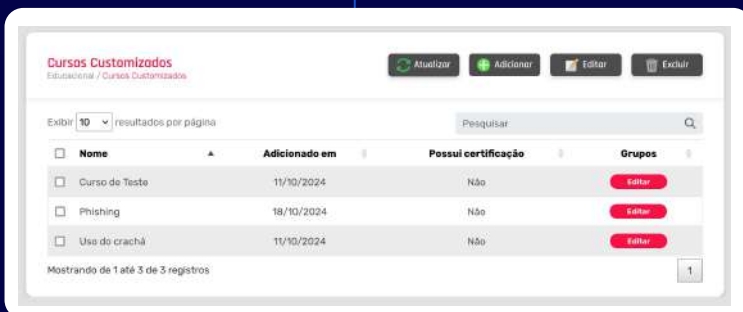 Cursos Customizados
Educacional / Cursos Customizados
Atualizar Adicionar Editar Excluir
Exibir 10 resultados por página
Pesquisar
Nome Adicionado em Possui certificação Grupos
Curso de Teste 11/10/2024 Não Editar
Phishing 18/10/2024 Não Editar
Uso do crachá 11/10/2024 Não Editar
Mostrando de 1 até 3 de 3 registros
1